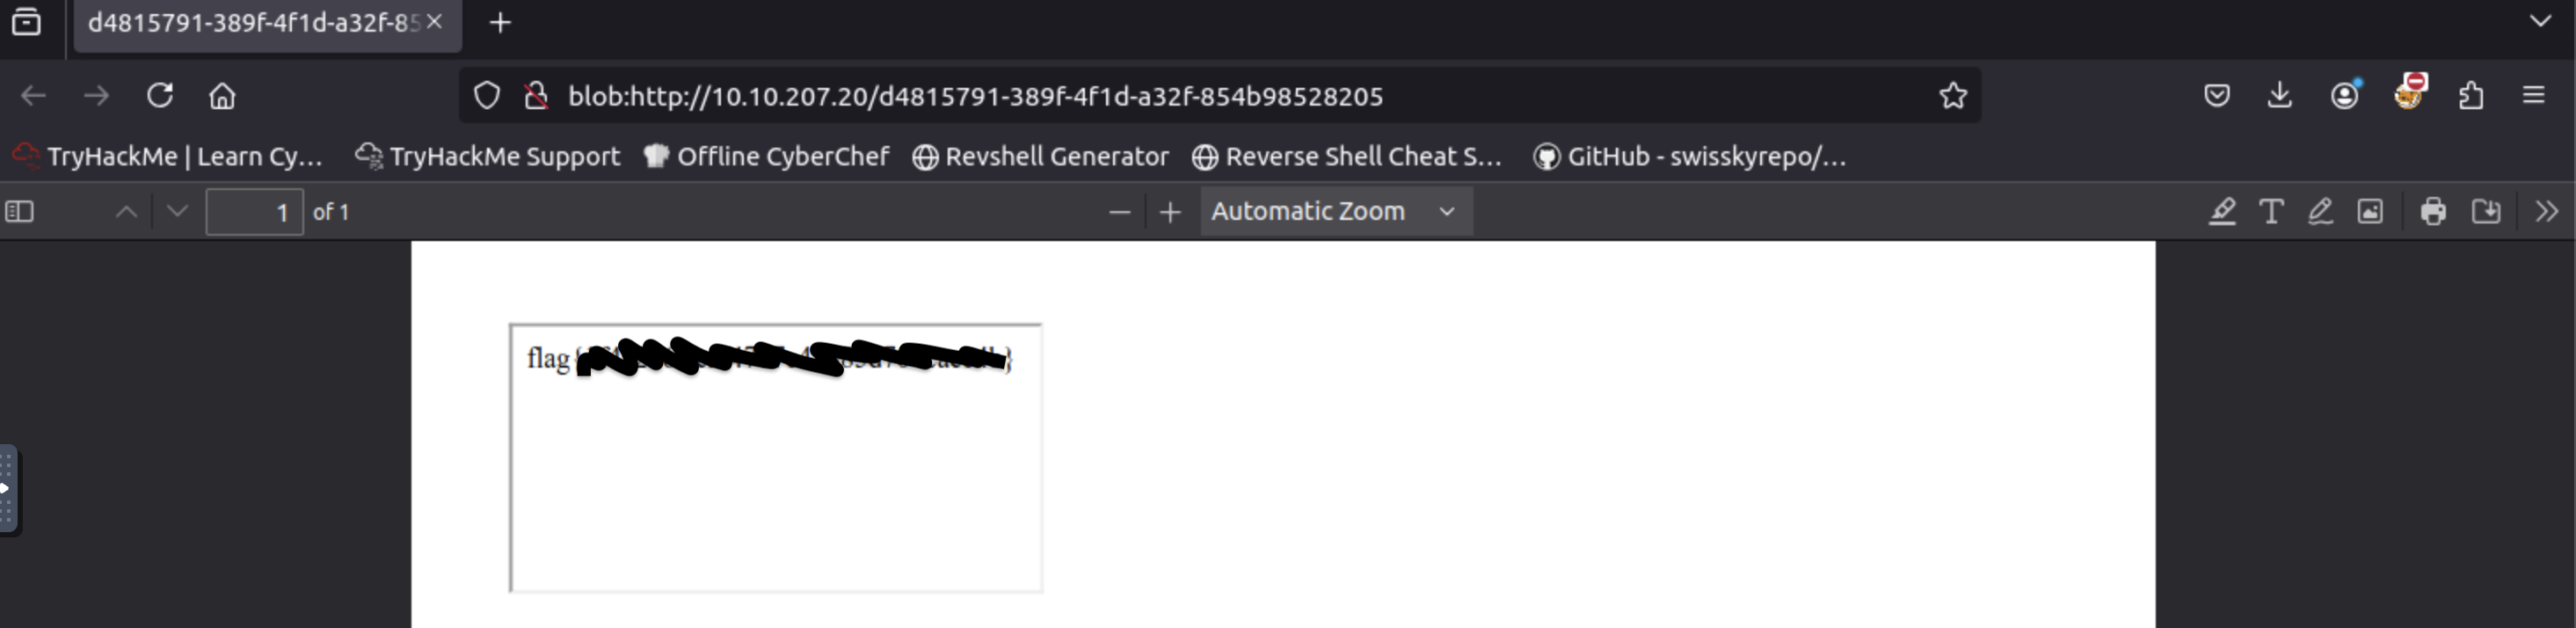 d4815791-389f-4f1d-a32f-85
blob:http://10.10.207.20/d4815791-389f-4f1d-a32f-854b98528205
TryHackMe | Learn Cy... TryHackMe Support Offline CyberChef Revshell Generator Reverse Shell Cheat S... GitHub - swisskyrepo/...
1 of 1 Automatic Zoom
flag